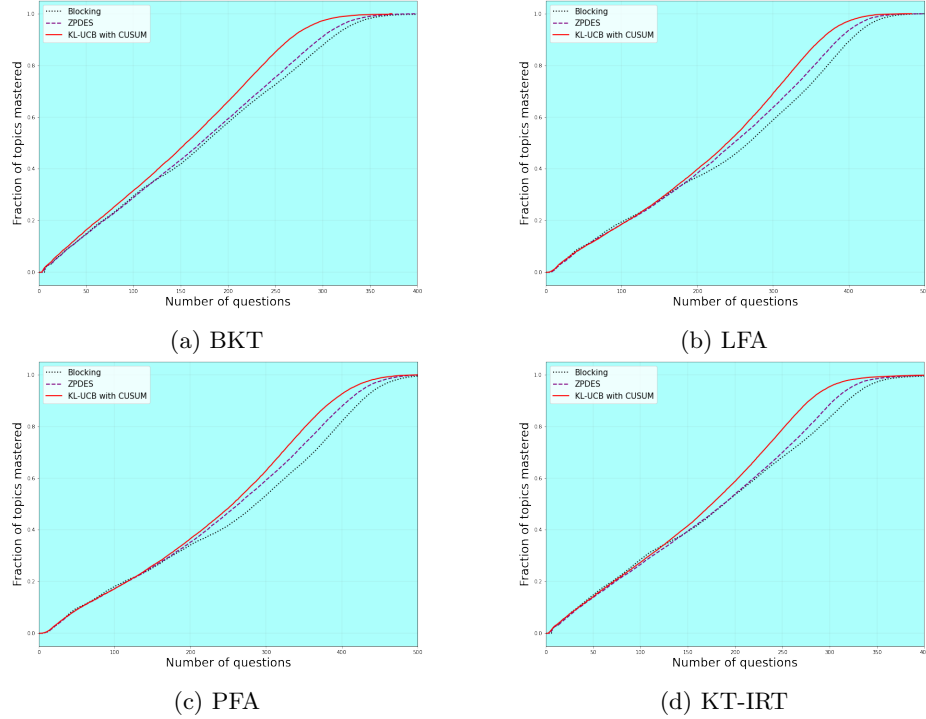 Blocking
ZPDES
KL-UCB with CUSUM
Fraction of topics mastered
1.0
0.8
0.6
0.4
0.2
0.0
0 50 100 150 200 250 300 350 400
Number of questions
(a) BKT
Blocking
ZPDES
KL-UCB with CUSUM
Fraction of topics mastered
1.0
0.8
0.6
0.4
0.2
0.0
0 100 200 300 400 500
Number of questions
(b) LFA
Blocking
ZPDES
KL-UCB with CUSUM
Fraction of topics mastered
1.0
0.8
0.6
0.4
0.2
0.0
0 100 200 300 400 500
Number of questions
(c) PFA
Blocking
ZPDES
KL-UCB with CUSUM
Fraction of topics mastered
1.0
0.8
0.6
0.4
0.2
0.0
0 50 100 150 200 250 300 350 400
Number of questions
(d) KT-IRT